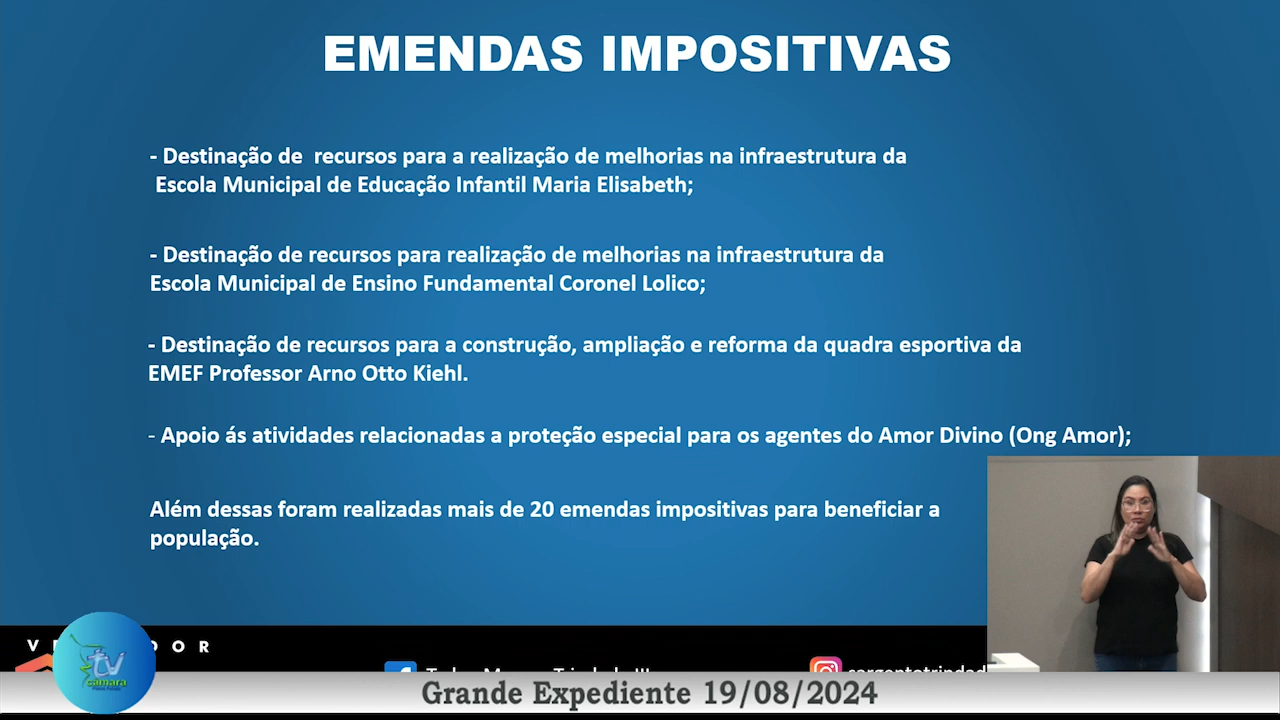 EMENDAS IMPOSITIVAS
- Destinação de  recursos para a realização de melhorias na infraestrutura da
Escola Municipal de Educação Infantil Maria Elisabeth;
- Destinação de recursos para realização de melhorias na infraestrutura da
Escola Municipal de Ensino Fundamental Coronel Lolico;
- Destinação de recursos para a construção, ampliação e reforma da quadra esportiva da
EMEF Professor Arno Otto Kiehl.
- Apoio ás atividades relacionadas a proteção especial para os agentes do Amor Divino (Ong Amor);
Além dessas foram realizadas mais de 20 emendas impositivas para beneficiar a
população.
tv
câmara
Grande Expediente 19/08/2024